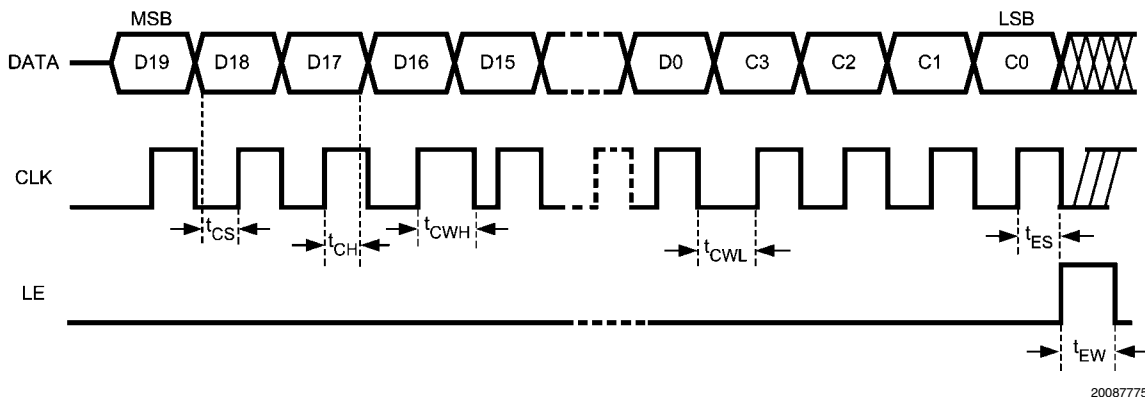 MSB LSB
DATA D19 D18 D17 D16 D15 D0 C3 C2 C1 C0
CLK
tCS tCH tCWH tCWL tES
LE
tEW
20087775